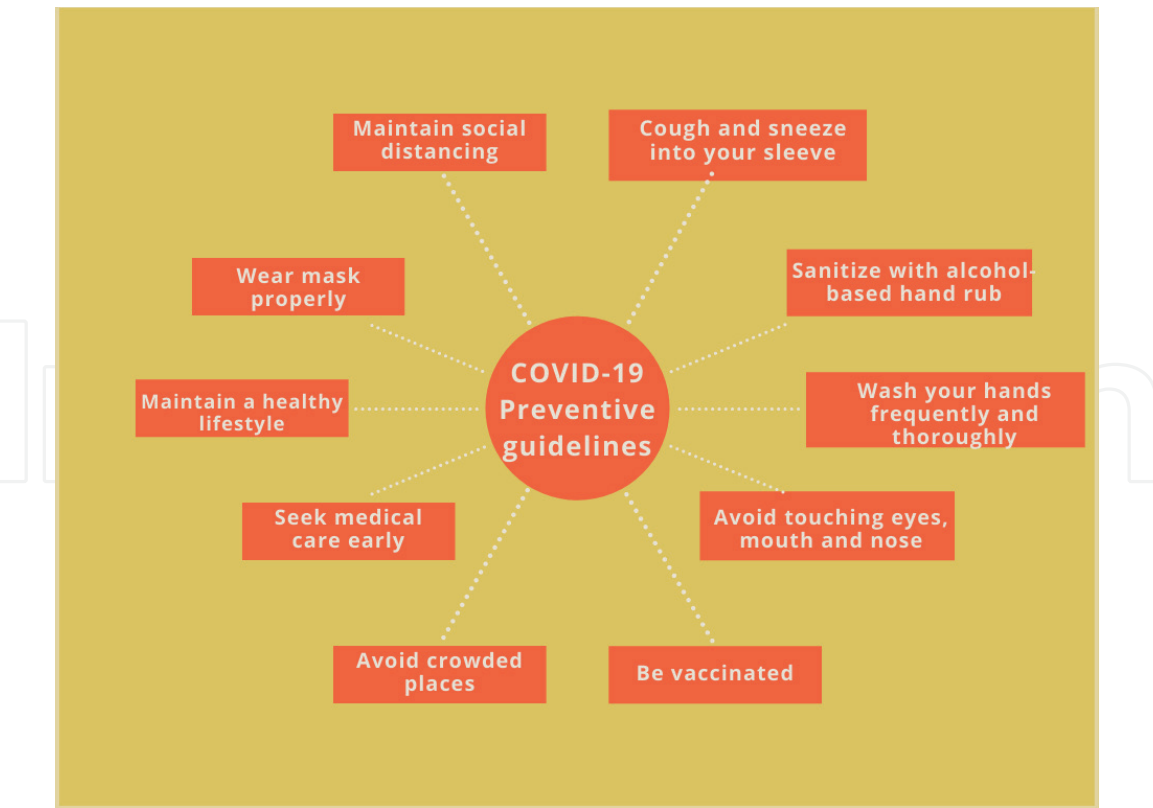 Maintain social
distancing
Cough and sneeze
into your sleeve
Wear mask
properly
Sanitize with alcohol-
based hand rub
COVID-19
Preventive
guidelines
Maintain a healthy
lifestyle
Wash your hands
frequently and
thoroughly
Seek medical
care early
Avoid touching eyes,
mouth and nose
Avoid crowded
places
Be vaccinated